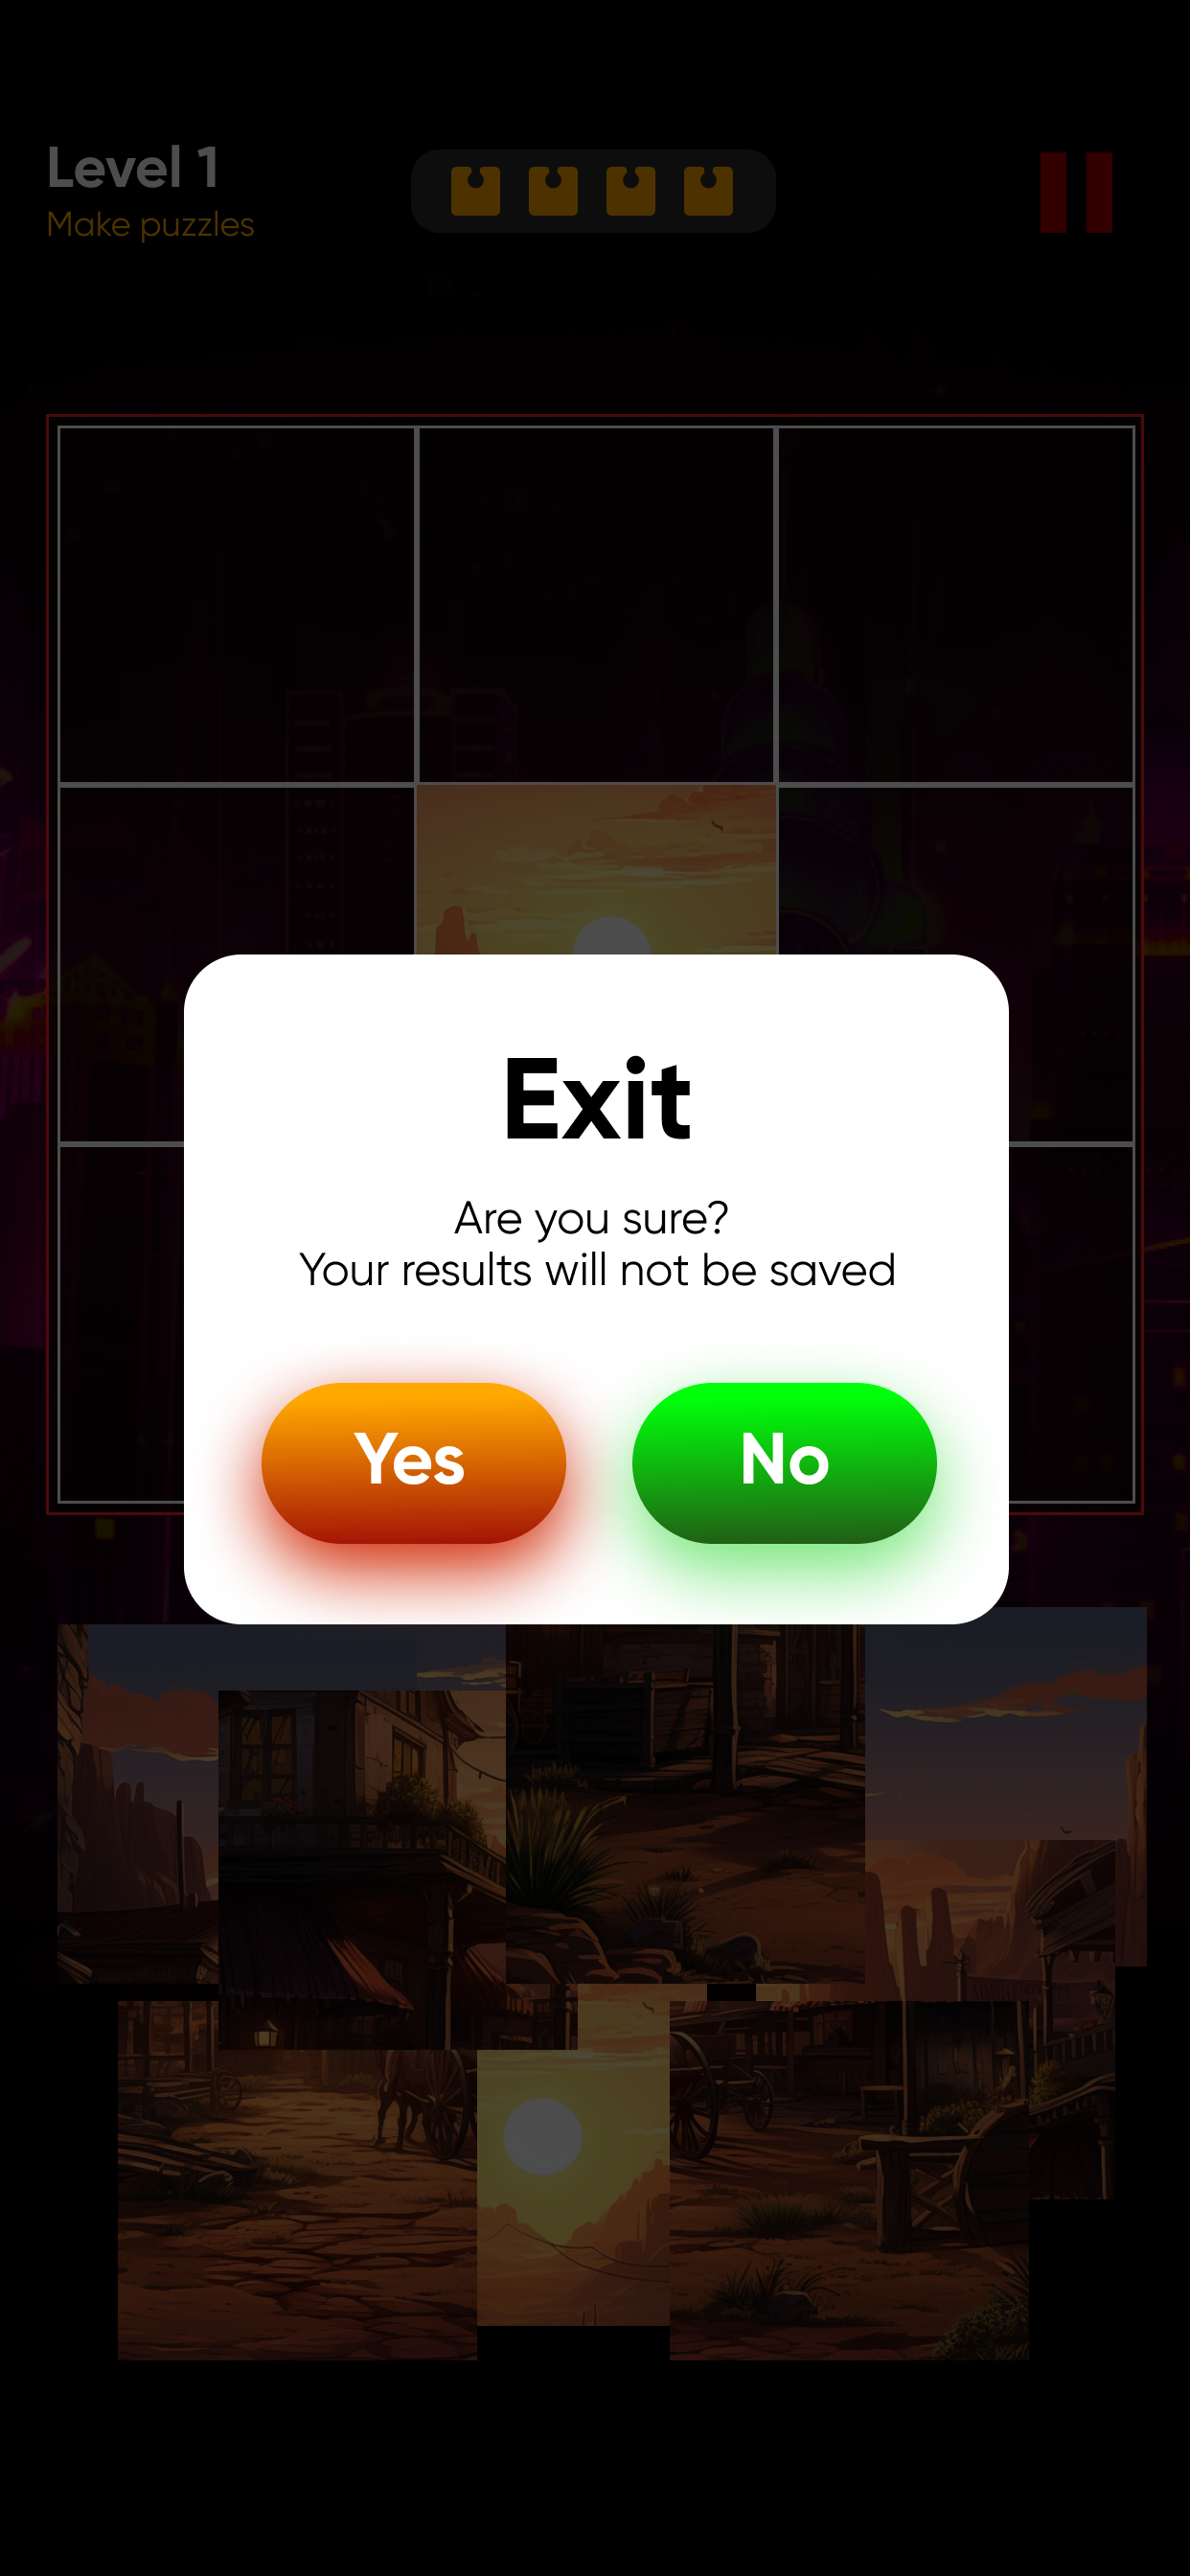 Level 1
Make puzzles
Exit
Are you sure?
Your results will not be saved
Yes
No